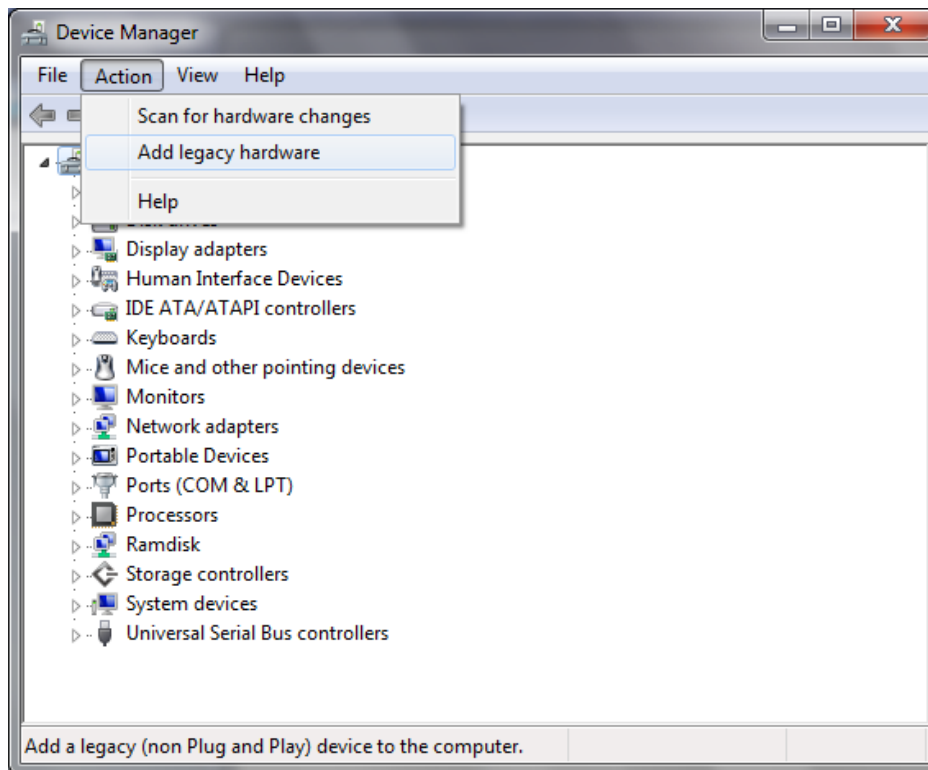 Device Manager
File Action View Help
Scan for hardware changes
Add legacy hardware
Help
Disk drives
Display adapters
Human Interface Devices
IDE ATA/ATAPI controllers
Keyboards
Mice and other pointing devices
Monitors
Network adapters
Portable Devices
Ports (COM & LPT)
Processors
Ramdisk
Storage controllers
System devices
Universal Serial Bus controllers
Add a legacy (non Plug and Play) device to the computer.